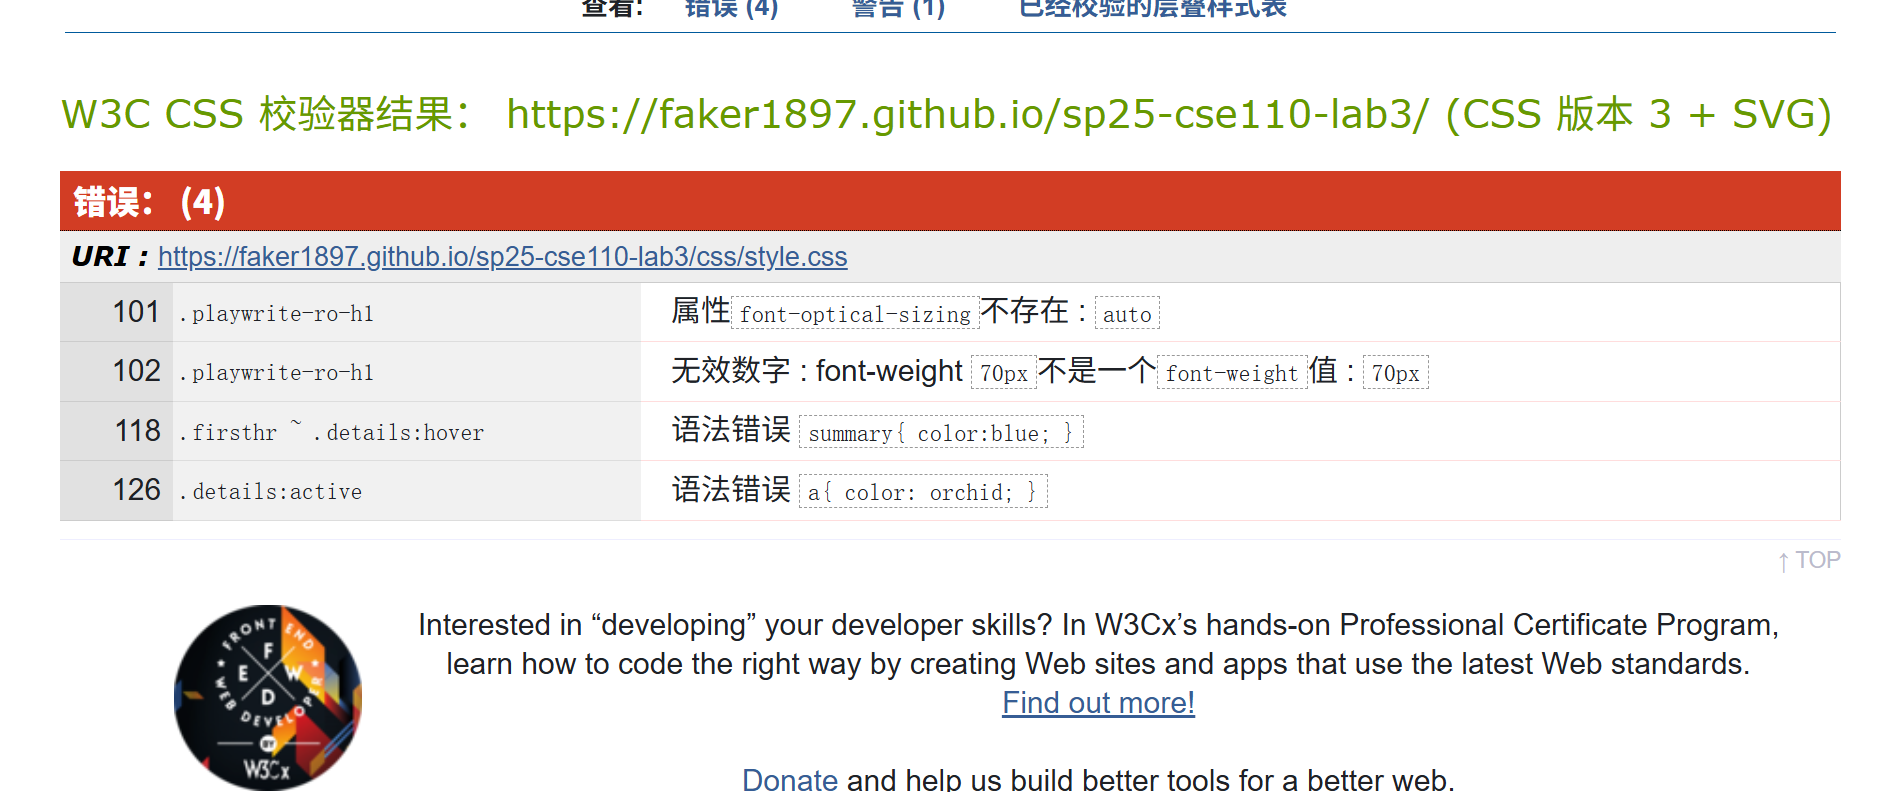 查看: 错误 (4) 警告 (1) 已经校验的层叠样式表
W3C CSS 校验器结果： https://faker1897.github.io/sp25-cse110-lab3/ (CSS 版本 3 + SVG)
错误： (4)
URI : https://faker1897.github.io/sp25-cse110-lab3/css/style.css
101 .playwrite-ro-h1 属性 font-optical-sizing 不存在 : auto
102 .playwrite-ro-h1 无效数字 : font-weight 70px 不是一个 font-weight 值 : 70px
118 .firsthr ~ .details:hover 语法错误 summary{ color:blue; }
126 .details:active 语法错误 a{ color: orchid; }
↑ TOP
FRONT END WEB DEVELOPER
F E W D
BY
W3Cx
Interested in “developing” your developer skills? In W3Cx’s hands-on Professional Certificate Program,
learn how to code the right way by creating Web sites and apps that use the latest Web standards.
Find out more!
Donate and help us build better tools for a better web.